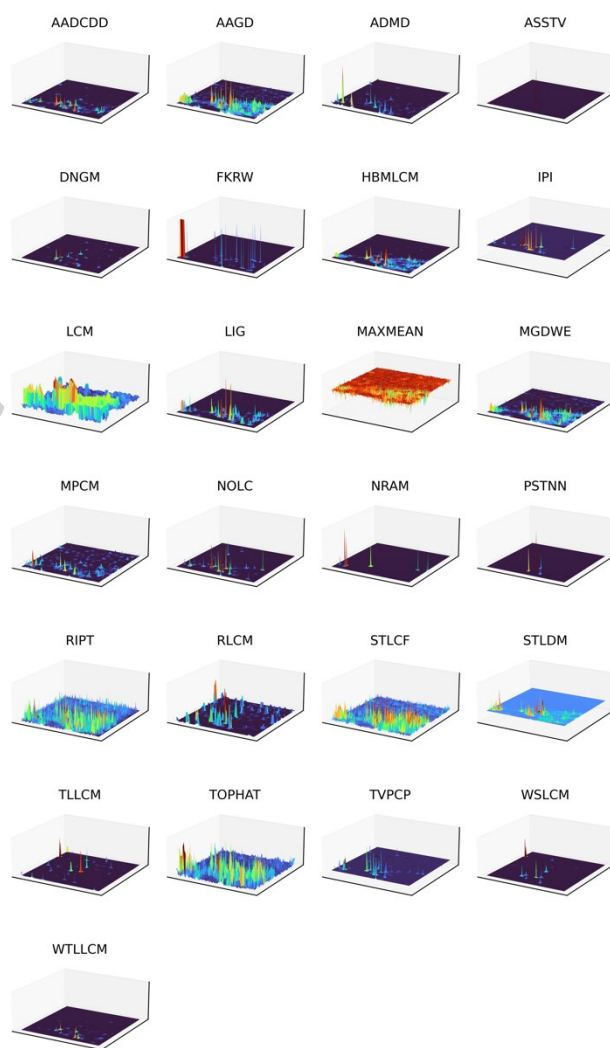 AADCDD AAGD ADMD ASSTV
DNGM FKRW HBMLCM IPI
LCM LIG MAXMEAN MGDWE
MPCM NOLC NRAM PSTNN
RIPT RLCM STLCF STLDM
TLLCM TOPHAT TVPCP WSLCM
WTLLCM